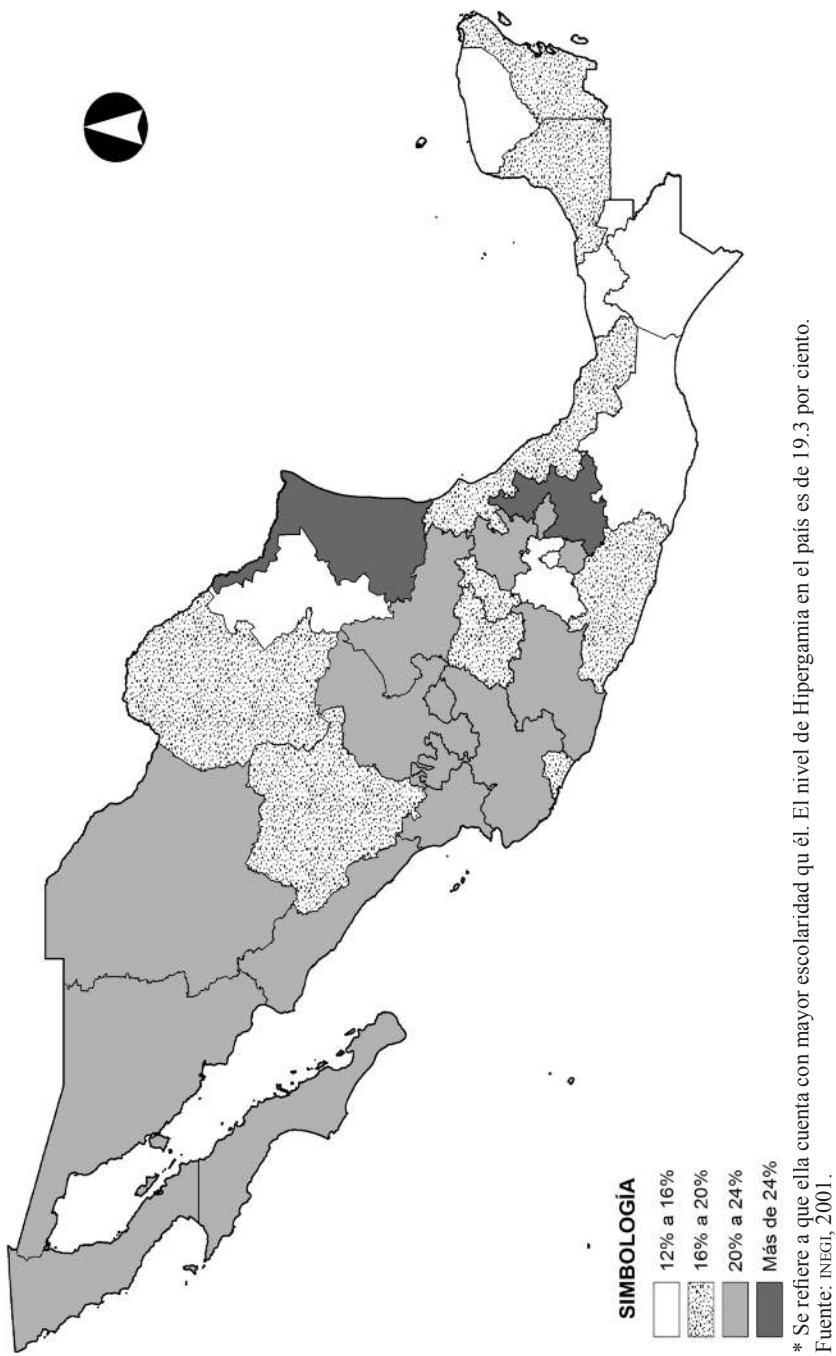 SIMBOLOGÍA
12% a 16%
16% a 20%
20% a 24%
Más de 24%
* Se refiere a que ella cuenta con mayor escolaridad qu él. El nivel de Hipergamia en el país es de 19.3 por ciento.
Fuente: INEGI, 2001.